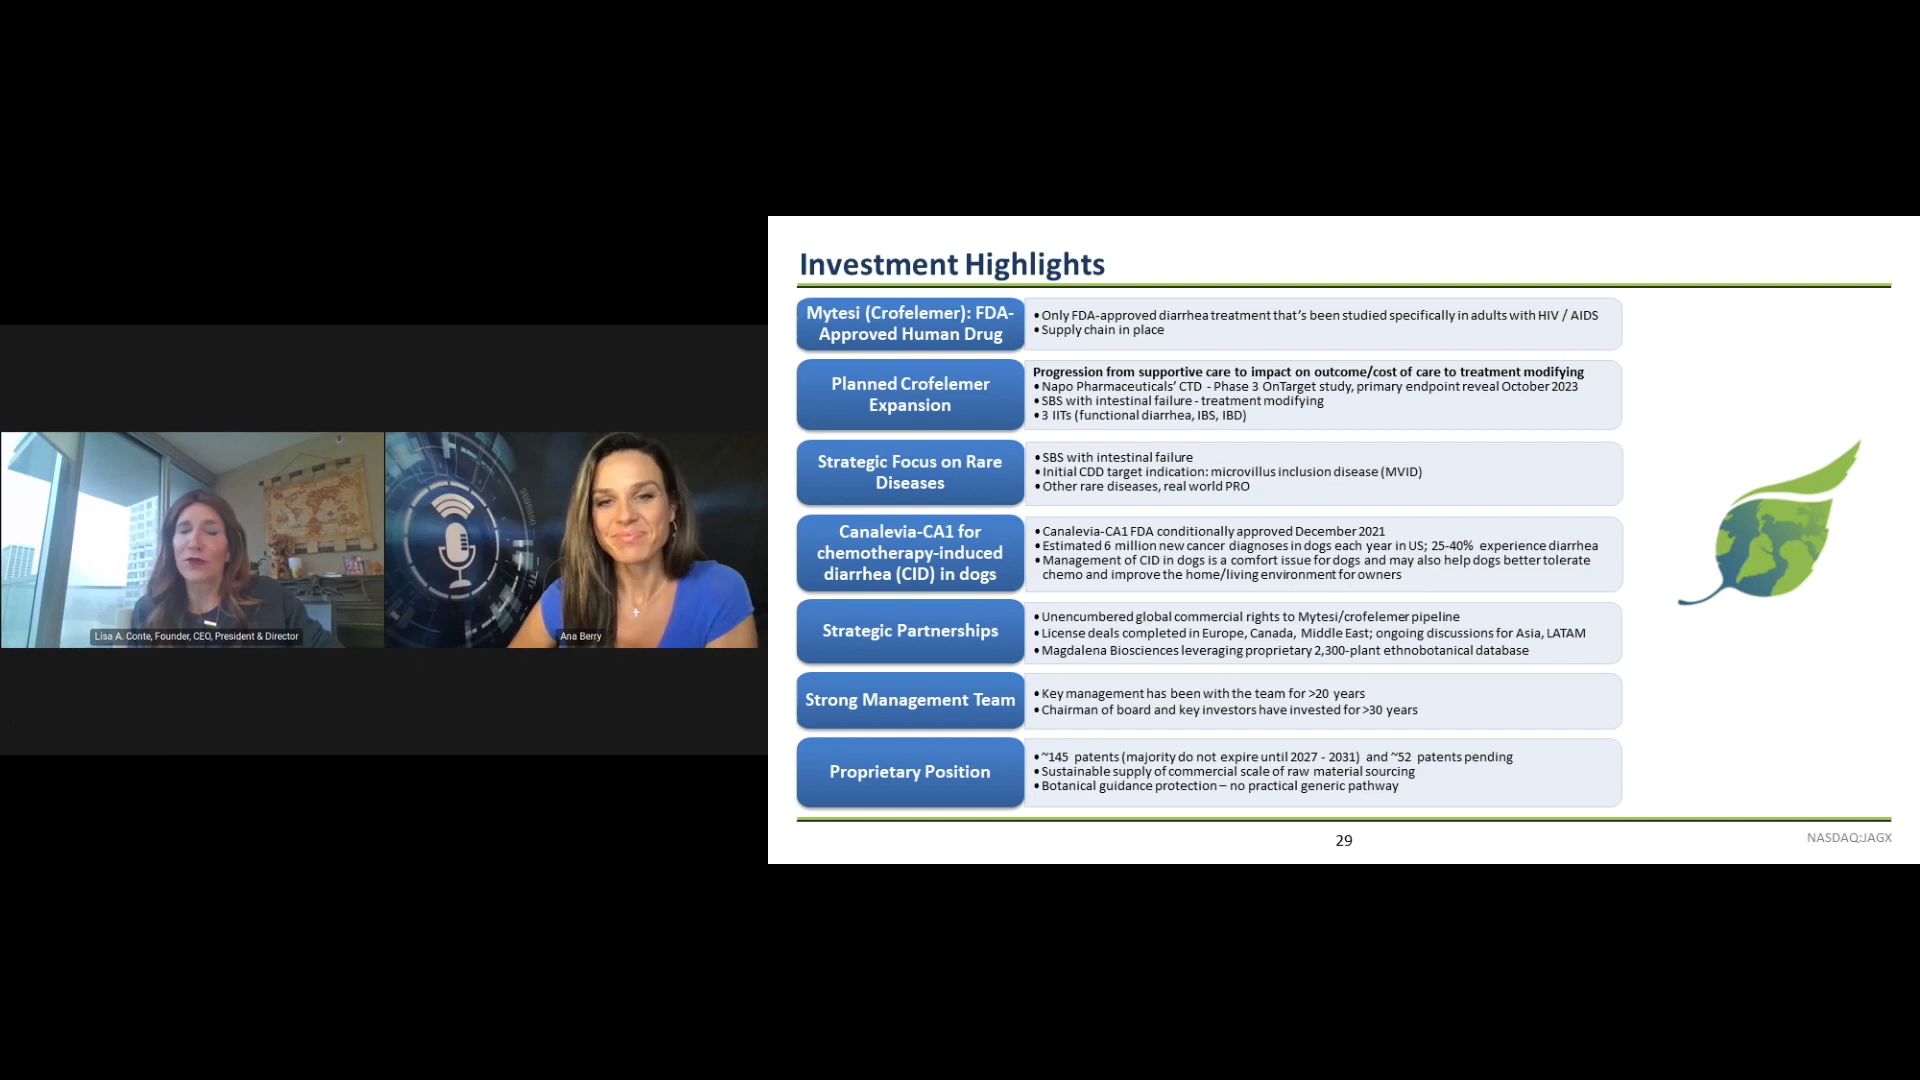 Investment Highlights
Mytesi (Crofelemer): FDA-
Approved Human Drug
•Only FDA-approved diarrhea treatment that's been studied specifically in adults with HIV / AIDS
•Supply chain in place
Planned Crofelemer
Expansion
Progression from supportive care to impact on outcome/cost of care to treatment modifying
•Napo Pharmaceuticals' CTD - Phase 3 OnTarget study, primary endpoint reveal October 2023
•SBS with intestinal failure - treatment modifying
•3 IITs (functional diarrhea, IBS, IBD)
Strategic Focus on Rare
Diseases
•SBS with intestinal failure
•Initial CDD target indication: microvillus inclusion disease (MVID)
•Other rare diseases, real world PRO
Canalevia-CA1 for
chemotherapy-induced
diarrhea (CID) in dogs
•Canalevia-CA1 FDA conditionally approved December 2021
•Estimated 6 million new cancer diagnoses in dogs each year in US; 25-40% experience diarrhea
•Management of CID in dogs is a comfort issue for dogs and may also help dogs better tolerate
chemo and improve the home/living environment for owners
Strategic Partnerships
•Unencumbered global commercial rights to Mytesi/crofelemer pipeline
•License deals completed in Europe, Canada, Middle East; ongoing discussions for Asia, LATAM
•Magdalena Biosciences leveraging proprietary 2,300-plant ethnobotanical database
Strong Management Team
•Key management has been with the team for >20 years
•Chairman of board and key investors have invested for >30 years
Proprietary Position
•~145 patents (majority do not expire until 2027 - 2031) and ~52 patents pending
•Sustainable supply of commercial scale of raw material sourcing
•Botanical guidance protection – no practical generic pathway
29
NASDAQ:JAGX
Lisa A. Conte, Founder, CEO, President & Director
Ana Berry